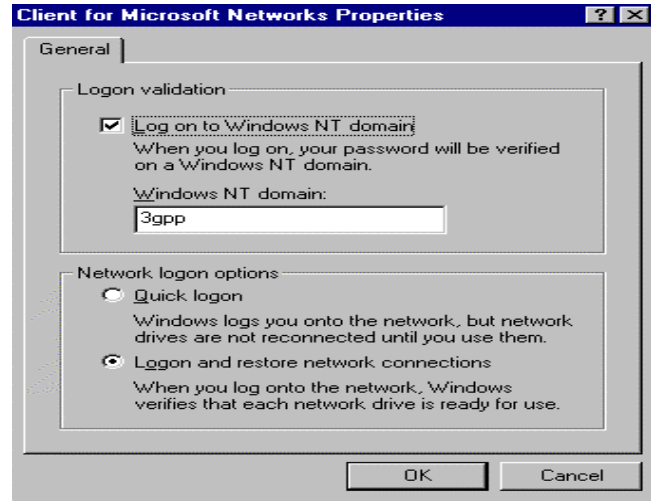 Client for Microsoft Networks Properties
General
Logon validation
Log on to Windows NT domain
When you log on, your password will be verified
on a Windows NT domain.
Windows NT domain:
3gpp
Network logon options
Quick logon
Windows logs you onto the network, but network
drives are not reconnected until you use them.
Logon and restore network connections
When you log onto the network, Windows
verifies that each network drive is ready for use.
OK Cancel